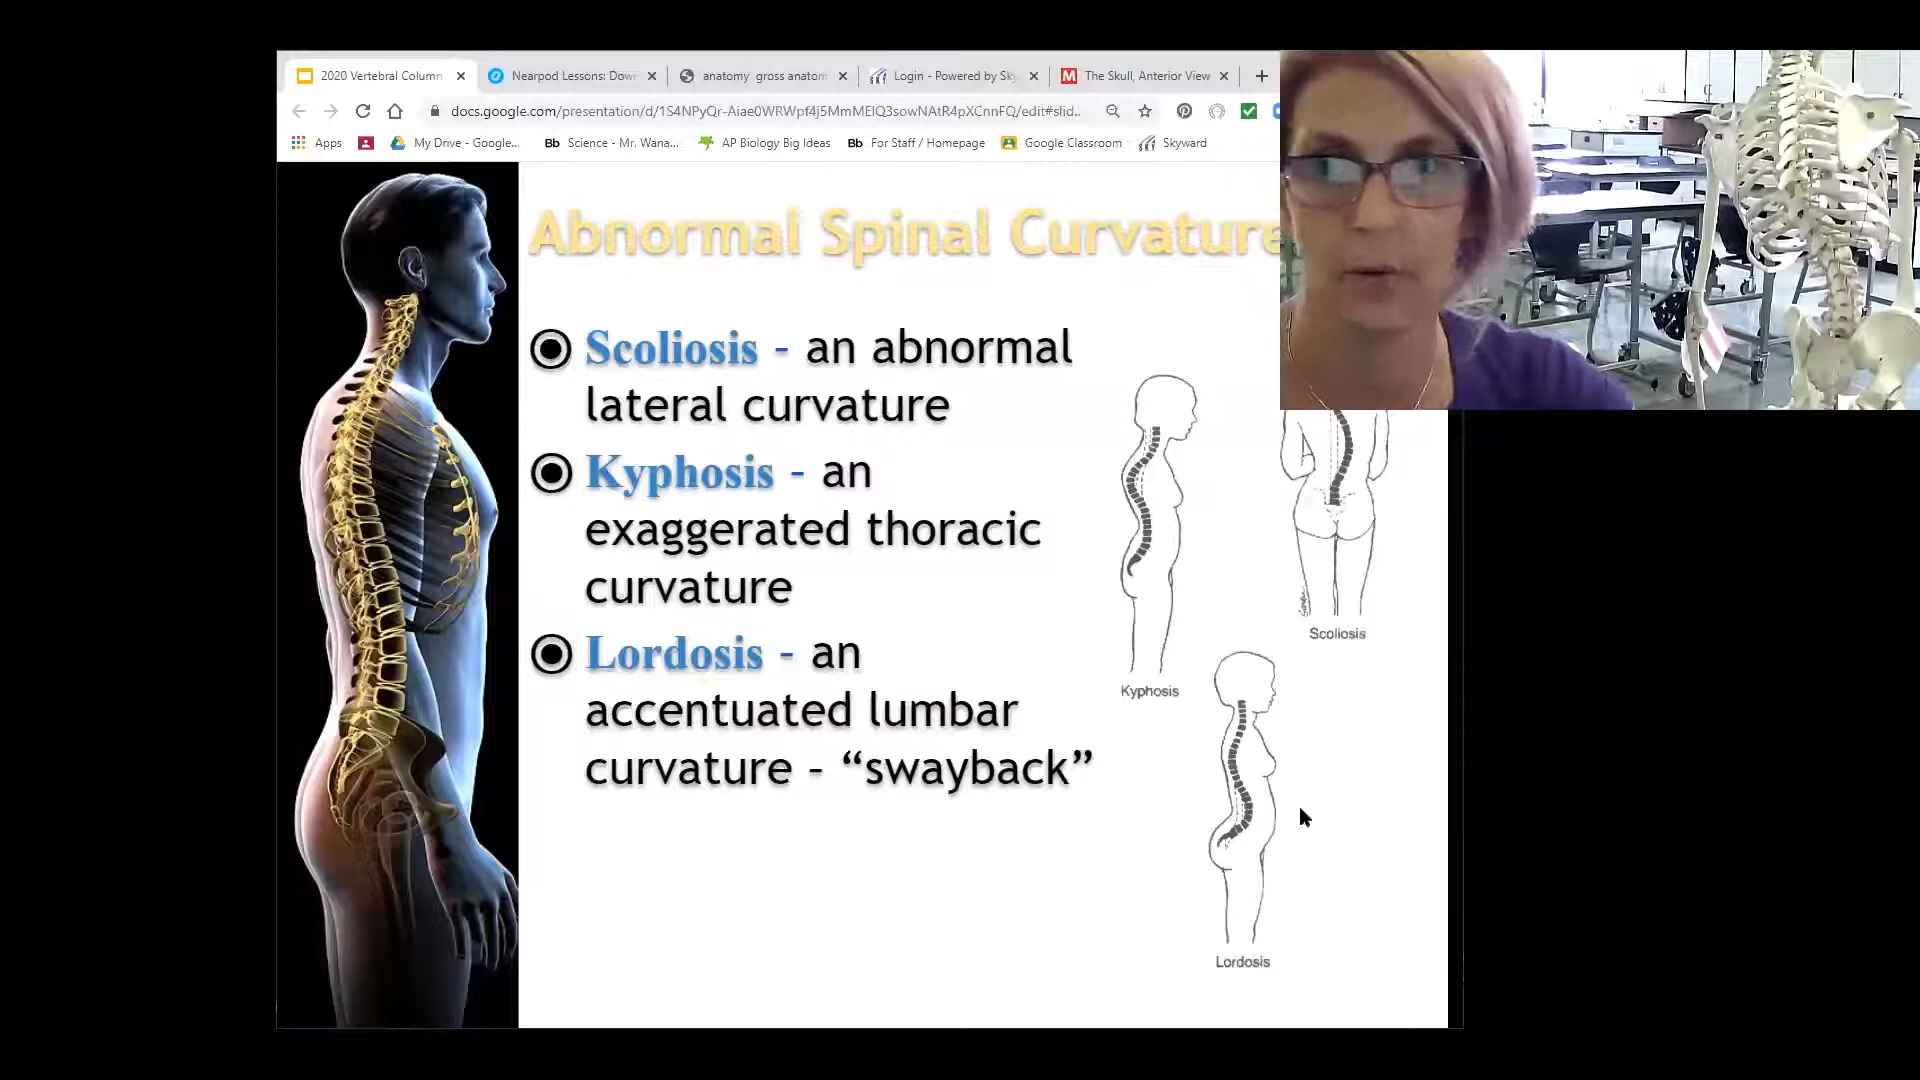 2020 Vertebral Column
Nearpod Lessons: Dow
anatomy gross anatom
Login - Powered by Sky
The Skull, Anterior View
docs.google.com/presentation/d/1S4NPyQr-Aiae0WRWpf4j5MmMElQ3sowNAtR4pXCnnFQ/edit#slid...
Apps
My Drive - Google...
Bb Science - Mr. Wana...
AP Biology Big Ideas
Bb For Staff / Homepage
Google Classroom
Skyward
Abnormal Spinal Curvature
Scoliosis - an abnormal
lateral curvature
Kyphosis - an
exaggerated thoracic
curvature
Lordosis - an
accentuated lumbar
curvature - “swayback”
Scoliosis
Kyphosis
Lordosis